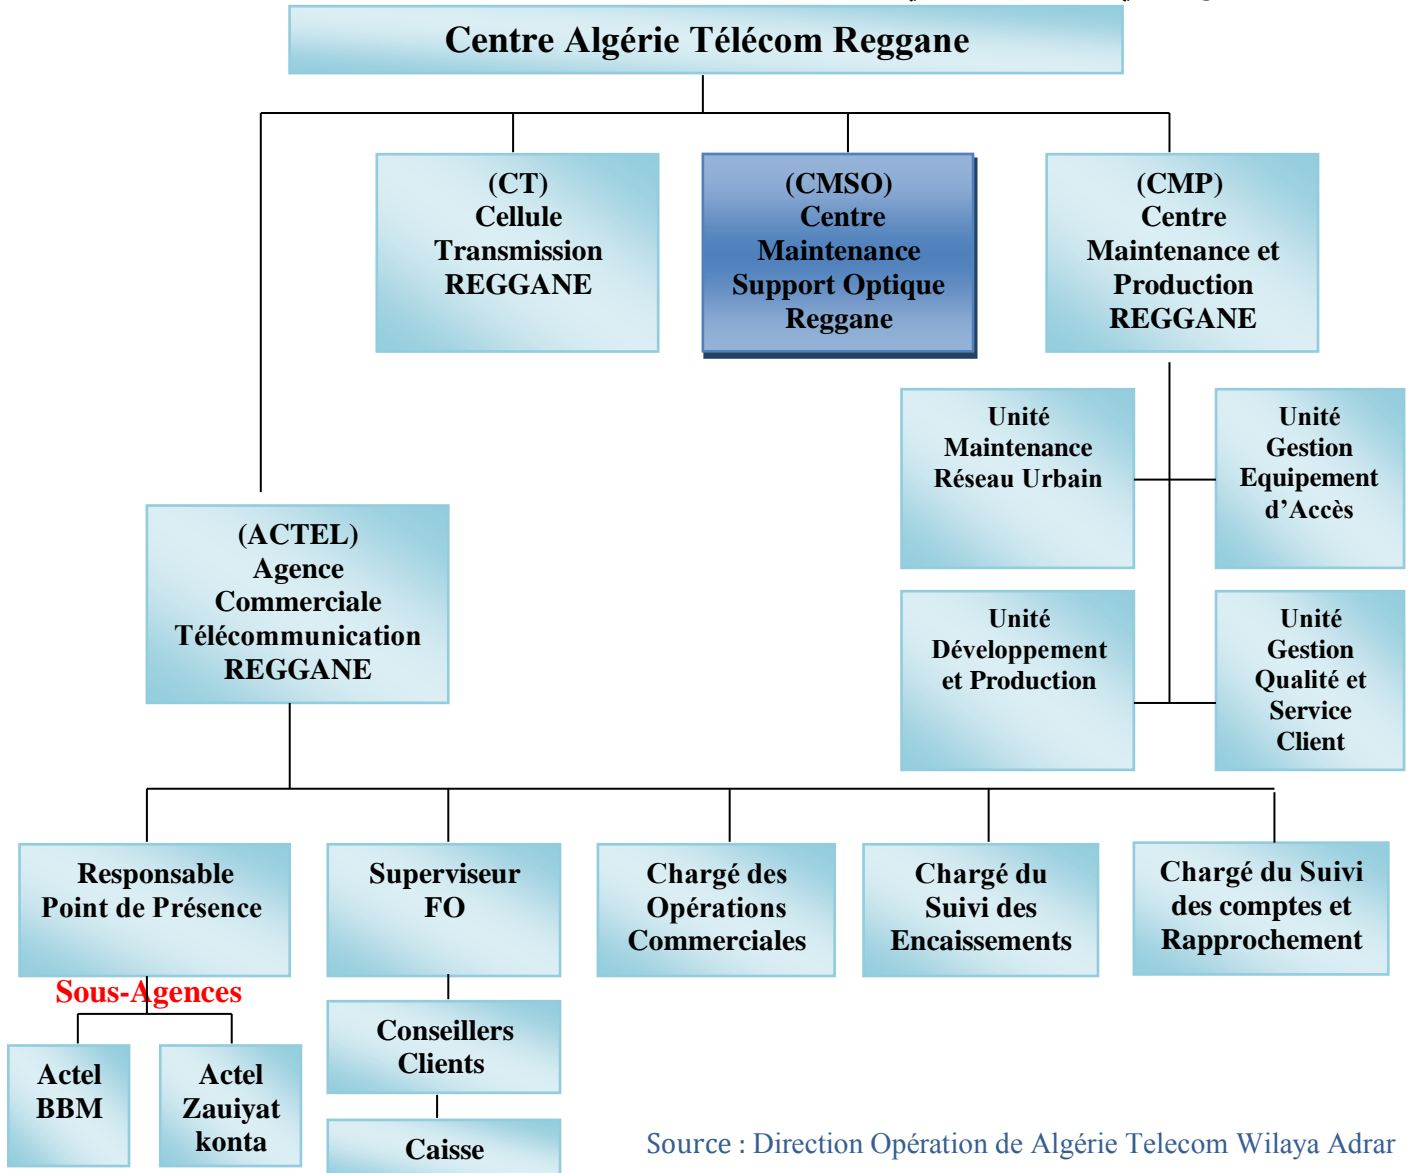 Centre Algérie Télécom Reggane
(CT)
Cellule
Transmission
REGGANE
(CMSO)
Centre
Maintenance
Support Optique
Reggane
(CMP)
Centre
Maintenance et
Production
REGGANE
Unité
Maintenance
Réseau Urbain
Unité
Gestion
Equipement
d’Accès
(ACTEL)
Agence
Commerciale
Télécommunication
REGGANE
Unité
Développement
et Production
Unité
Gestion
Qualité et
Service
Client
Responsable
Point de Présence
Superviseur
FO
Chargé des
Opérations
Commerciales
Chargé du
Suivi des
Encaissements
Chargé du Suivi
des comptes et
Rapprochement
Sous-Agences
Actel
BBM
Actel
Zauiyat
konta
Conseillers
Clients
Caisse
Source : Direction Opération de Algérie Telecom Wilaya Adrar